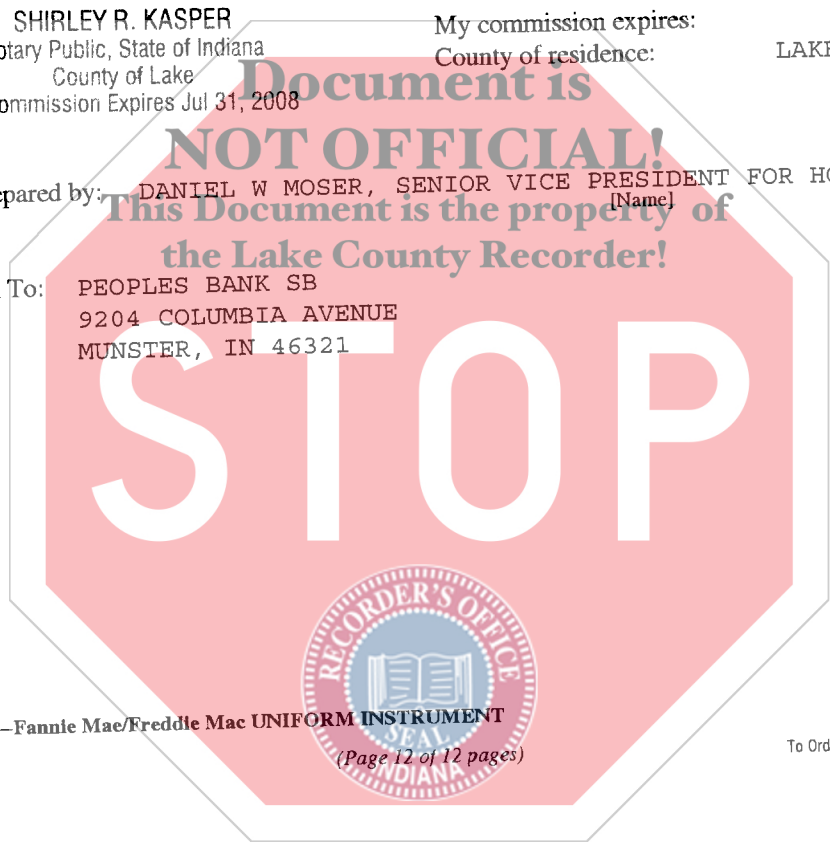 SHIRLEY R. KASPER
otary Public, State of Indiana
County of Lake
ommission Expires Jul 31, 2008
My commission expires:
County of residence: LAKE
Document is
NOT OFFICIAL!
epared by: DANIEL W MOSER, SENIOR VICE PRESIDENT FOR HO
[Name]
This Document is the property of
the Lake County Recorder!
To: PEOPLES BANK SB
9204 COLUMBIA AVENUE
MUNSTER, IN 46321
STOP
RECORDER'S OFFICE
SEAL
INDIANA
–Fannie Mae/Freddie Mac UNIFORM INSTRUMENT
(Page 12 of 12 pages)
To Ord